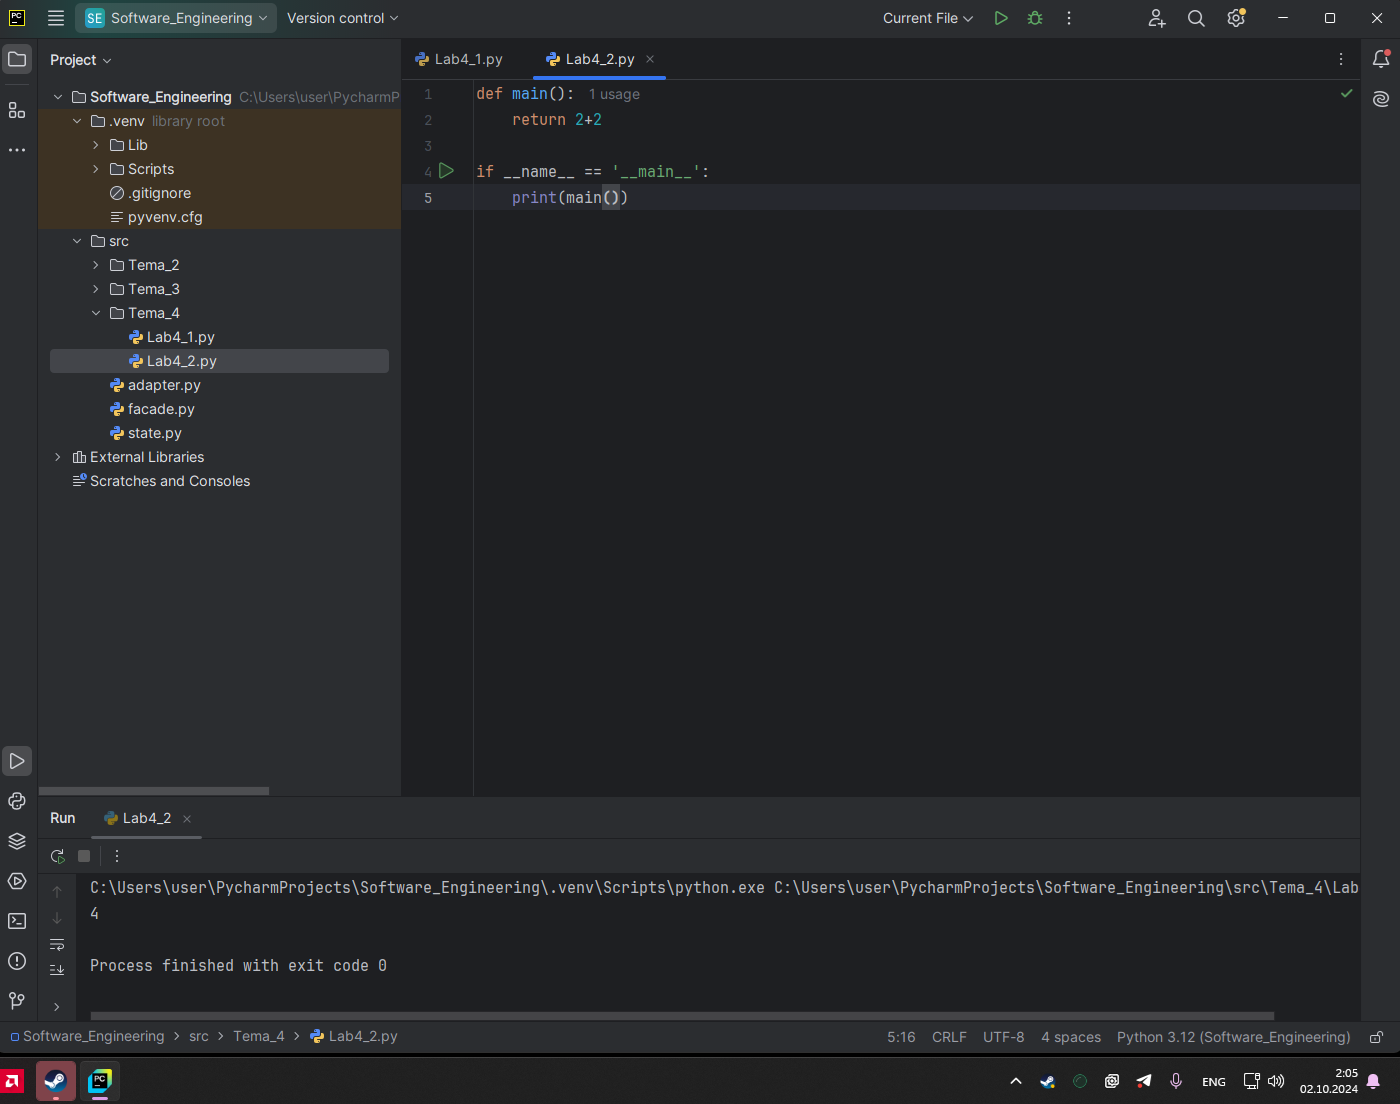 PC SE Software_Engineering Version control Current File
Project
Lab4_1.py Lab4_2.py
Software_Engineering C:\Users\user\PycharmP
.venv library root
Lib
Scripts
.gitignore
pyvenv.cfg
src
Tema_2
Tema_3
Tema_4
Lab4_1.py
Lab4_2.py
adapter.py
facade.py
state.py
External Libraries
Scratches and Consoles
1 def main(): 1 usage
2 return 2+2
3
4 if __name__ == '__main__':
5 print(main())
Run Lab4_2
C:\Users\user\PycharmProjects\Software_Engineering\.venv\Scripts\python.exe C:\Users\user\PycharmProjects\Software_Engineering\src\Tema_4\Lab
4
Process finished with exit code 0
Software_Engineering > src > Tema_4 > Lab4_2.py 5:16 CRLF UTF-8 4 spaces Python 3.12 (Software_Engineering)
PC ENG 2:05
02.10.2024